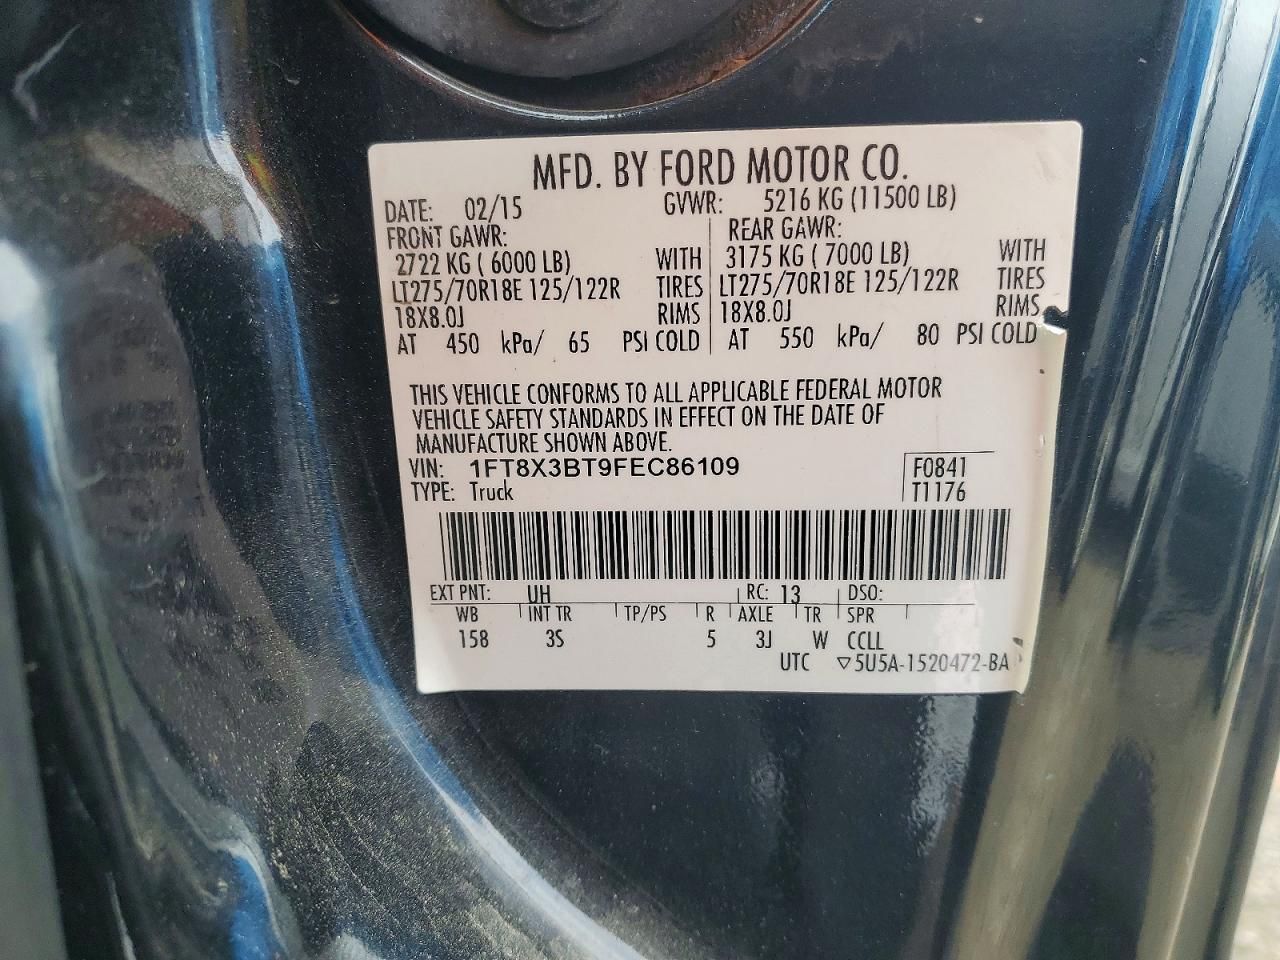 MFD. BY FORD MOTOR CO.
DATE: 02/15 GVWR: 5216 KG (11500 LB)
FRONT GAWR: REAR GAWR:
2722 KG ( 6000 LB) WITH 3175 KG ( 7000 LB) WITH
LT275/70R18E 125/122R TIRES LT275/70R18E 125/122R TIRES
18X8.0J RIMS 18X8.0J RIMS
AT 450 kPa/ 65 PSI COLD AT 550 kPa/ 80 PSI COLD
THIS VEHICLE CONFORMS TO ALL APPLICABLE FEDERAL MOTOR
VEHICLE SAFETY STANDARDS IN EFFECT ON THE DATE OF
MANUFACTURE SHOWN ABOVE.
VIN: 1FT8X3BT9FEC86109 F0841
TYPE: Truck T1176
EXT PNT: UH RC: 13 DSO:
WB INT TR TP/PS R AXLE TR SPR
158 3S 5 3J W CCLL
UTC ▽5U5A-1520472-BA